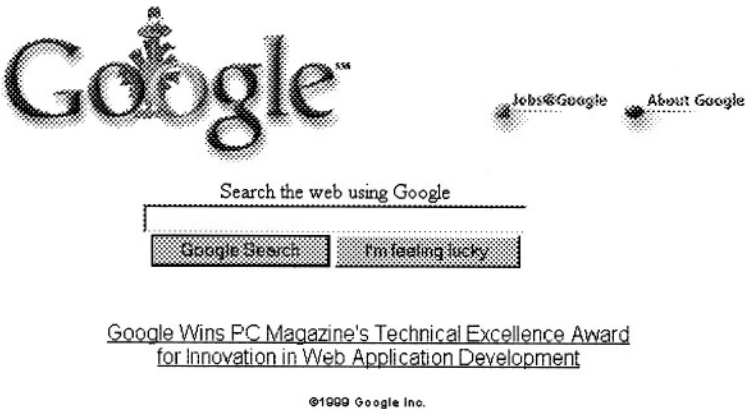 Google℠
Jobs@Google
About Google
Search the web using Google
Google Search
I'm feeling lucky
Google Wins PC Magazine's Technical Excellence Award
for Innovation in Web Application Development
©1999 Google Inc.